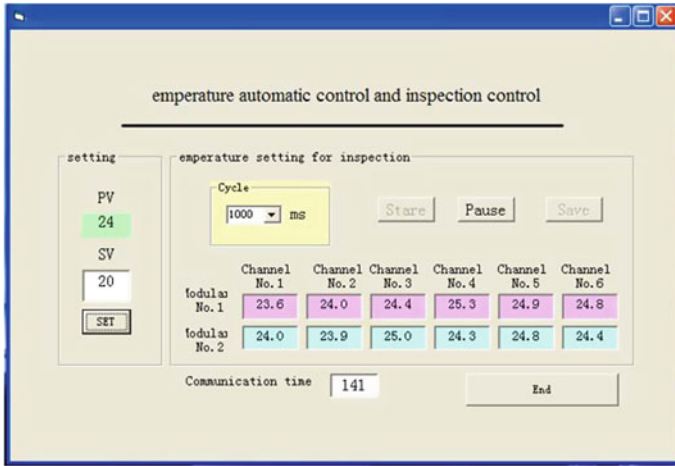 emperature automatic control and inspection control
setting
PV
24
SV
20
SET
emperature setting for inspection
Cycle
1000 ms
Stare Pause Save
Channel No.1 Channel No.2 Channel No.3 Channel No.4 Channel No.5 Channel No.6
No.1 23.6 24.0 24.4 25.3 24.9 24.8
No.2 24.0 23.9 25.0 24.3 24.8 24.4
Communication time 141
End